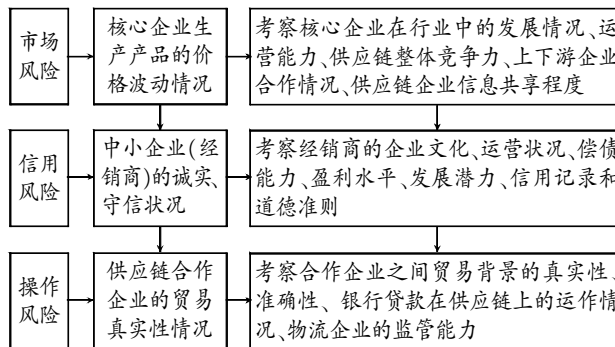 市场
风险
核心企业生
产产品的价
格波动情况
考察核心企业在行业中的发展情况、运
营能力、供应链整体竞争力、上下游企业
合作情况、供应链企业信息共享程度
信用
风险
中小企业(经
销商)的诚实、
守信状况
考察经销商的企业文化、运营状况、偿债
能力、盈利水平、发展潜力、信用记录和
道德准则
操作
风险
供应链合作
企业的贸易
真实性情况
考察合作企业之间贸易背景的真实性、
准确性、银行贷款在供应链上的运作情
况、物流企业的监管能力